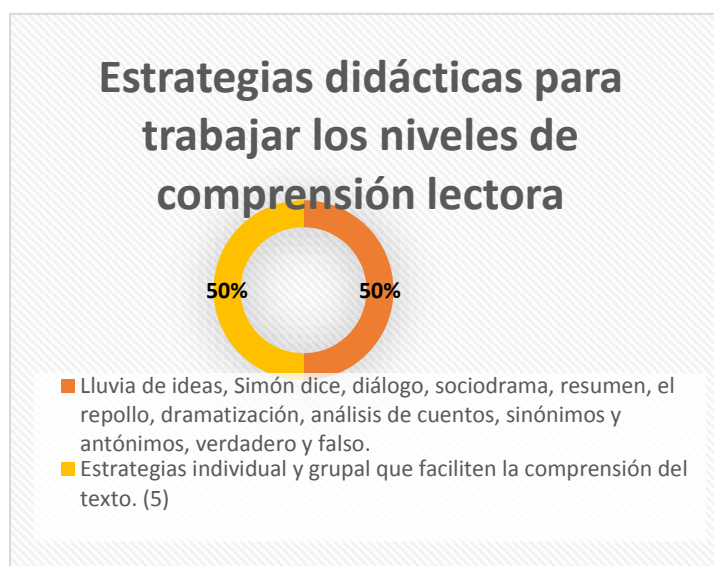 Estrategias didácticas para
trabajar los niveles de
comprensión lectora
50%
50%
Lluvia de ideas, Simón dice, diálogo, sociodrama, resumen, el
repollo, dramatización, análisis de cuentos, sinónimos y
antónimos, verdadero y falso.
Estrategias individual y grupal que faciliten la comprensión del
texto. (5)